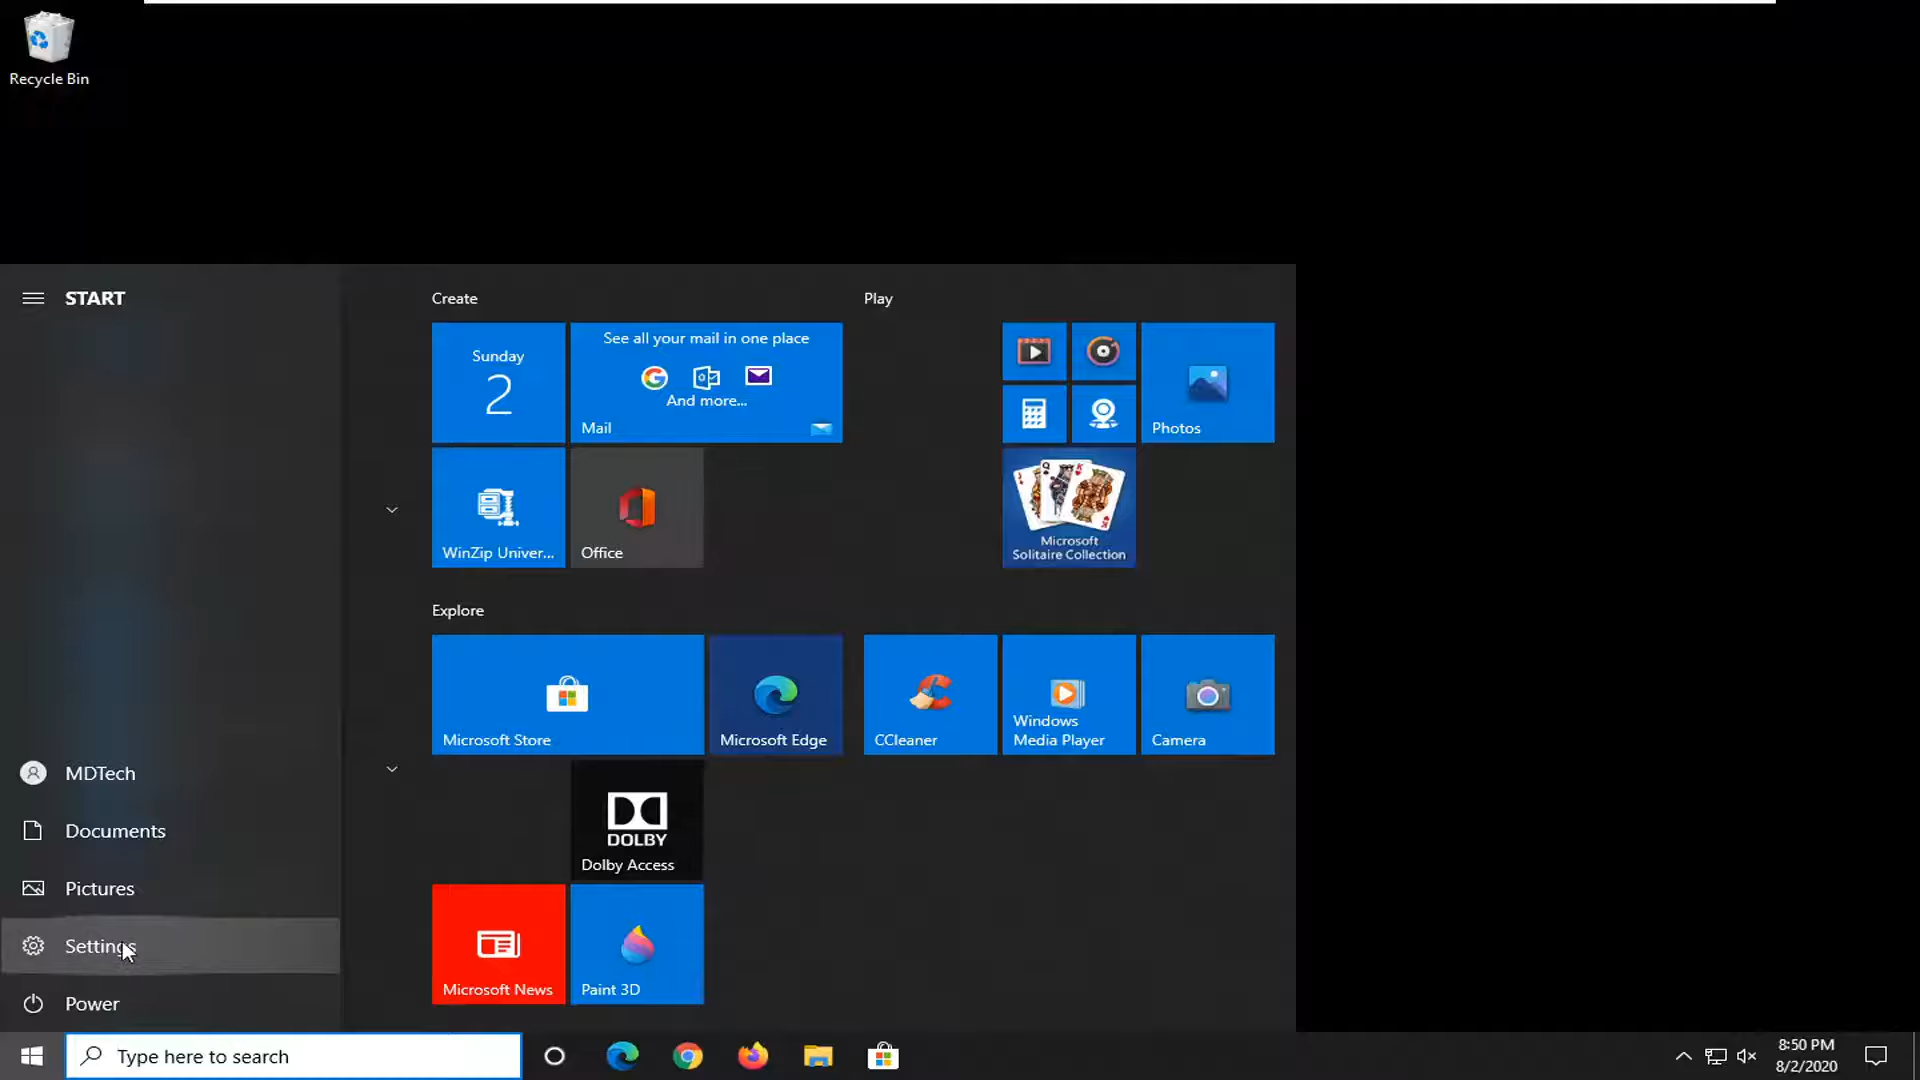 Recycle Bin
START
Create
Play
Sunday
2
See all your mail in one place
And more...
Mail
Photos
WinZip Univer...
Office
Microsoft
Solitaire Collection
Explore
Microsoft Store
Microsoft Edge
CCleaner
Windows
Media Player
Camera
MDTech
Documents
DOLBY
Dolby Access
Pictures
Settings
Microsoft News
Paint 3D
Power
Type here to search
8:50 PM
8/2/2020